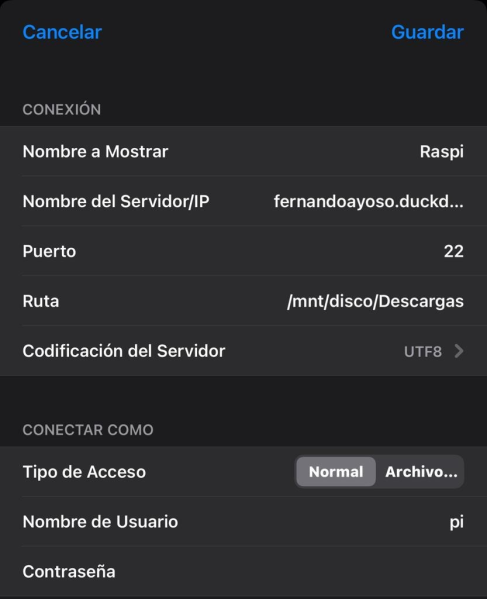 Cancelar Guardar
CONEXIÓN
Nombre a Mostrar Raspi
Nombre del Servidor/IP fernandoayoso.duckd...
Puerto 22
Ruta /mnt/disco/Descargas
Codificación del Servidor UTF8
CONECTAR COMO
Tipo de Acceso Normal Archivo...
Nombre de Usuario pi
Contraseña